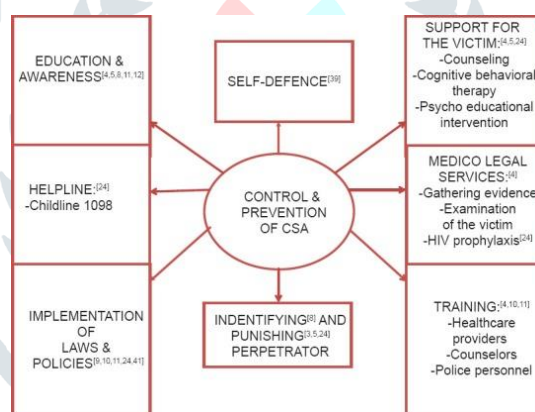 EDUCATION &
AWARENESS[4,5,8,11,12]
HELPLINE:[24]
-Childline 1098
IMPLEMENTATION
OF
LAWS &
POLICIES[9,10,11,24,41]
SELF-DEFENCE[39]
CONTROL &
PREVENTION
OF CSA
INDENTIFYING[8] AND
PUNISHING[3,5,24]
PERPETRATOR
SUPPORT FOR
THE VICTIM:[4,5,24]
-Counseling
-Cognitive behavioral
therapy
-Psycho educational
intervention
MEDICO LEGAL
SERVICES:[4]
-Gathering evidence
-Examination
of the victim
-HIV prophylaxis[24]
TRAINING:[4,10,11]
-Healthcare
providers
-Counselors
-Police personnel